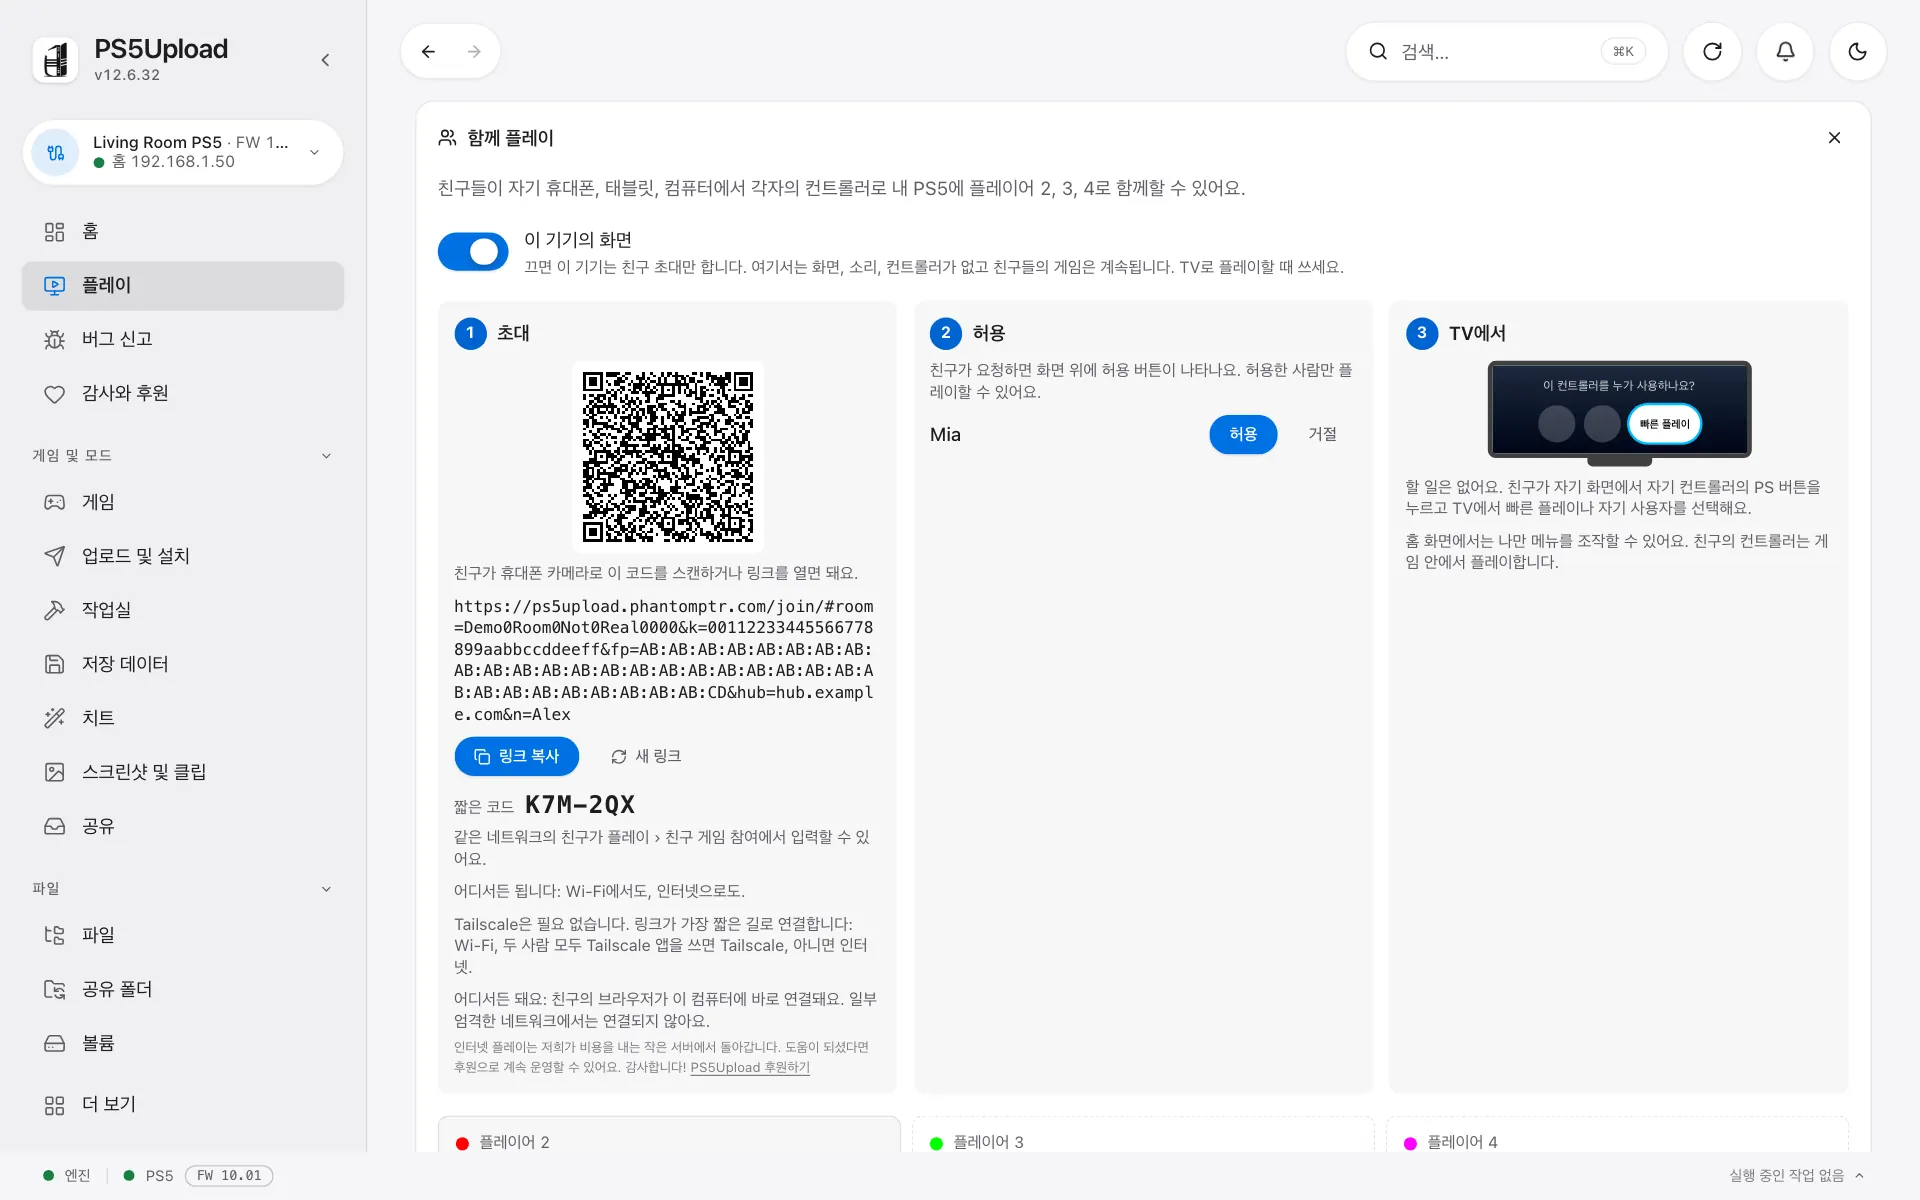 PS5Upload
v12.6.32
Living Room PS5 · FW 1...
홈 192.168.1.50
홈
플레이
버그 신고
감사와 후원
게임 및 모드
게임
업로드 및 설치
작업실
저장 데이터
치트
스크린샷 및 클립
공유
파일
파일
공유 폴더
볼륨
더 보기
검색...
⌘K
함께 플레이
친구들이 자기 휴대폰, 태블릿, 컴퓨터에서 각자의 컨트롤러로 내 PS5에 플레이어 2, 3, 4로 함께할 수 있어요.
이 기기의 화면
끄면 이 기기는 친구 초대만 합니다. 여기서는 화면, 소리, 컨트롤러가 없고 친구들의 게임은 계속됩니다. TV로 플레이할 때 쓰세요.
1 초대
친구가 휴대폰 카메라로 이 코드를 스캔하거나 링크를 열면 돼요.
https://ps5upload.phantomptr.com/join/#room
=Demo0Room0Not0Real0000&k=00112233445566778
899aabbccddeeff&fp=AB:AB:AB:AB:AB:AB:AB:AB:
AB:AB:AB:AB:AB:AB:AB:AB:AB:AB:AB:AB:AB:AB:A
B:AB:AB:AB:AB:AB:AB:AB:AB:CD&hub=hub.exampl
e.com&n=Alex
링크 복사
새 링크
짧은 코드 K7M-2QX
같은 네트워크의 친구가 플레이 › 친구 게임 참여에서 입력할 수 있
어요.
어디서든 됩니다: Wi-Fi에서도, 인터넷으로도.
Tailscale은 필요 없습니다. 링크가 가장 짧은 길로 연결합니다:
Wi-Fi, 두 사람 모두 Tailscale 앱을 쓰면 Tailscale, 아니면 인터
넷.
어디서든 돼요: 친구의 브라우저가 이 컴퓨터에 바로 연결돼요. 일부
엄격한 네트워크에서는 연결되지 않아요.
인터넷 플레이는 저희가 비용을 내는 작은 서버에서 돌아갑니다. 도움이 되셨다면
후원으로 계속 운영할 수 있어요. 감사합니다! PS5Upload 후원하기
2 허용
친구가 요청하면 화면 위에 허용 버튼이 나타나요. 허용한 사람만 플
레이할 수 있어요.
Mia
허용
거절
3 TV에서
이 컨트롤러를 누가 사용하나요?
빠른 플레이
할 일은 없어요. 친구가 자기 화면에서 자기 컨트롤러의 PS 버튼을
누르고 TV에서 빠른 플레이나 자기 사용자를 선택해요.
홈 화면에서는 나만 메뉴를 조작할 수 있어요. 친구의 컨트롤러는 게
임 안에서 플레이합니다.
플레이어 2
플레이어 3
플레이어 4
엔진
PS5
FW 10.01
실행 중인 작업 없음